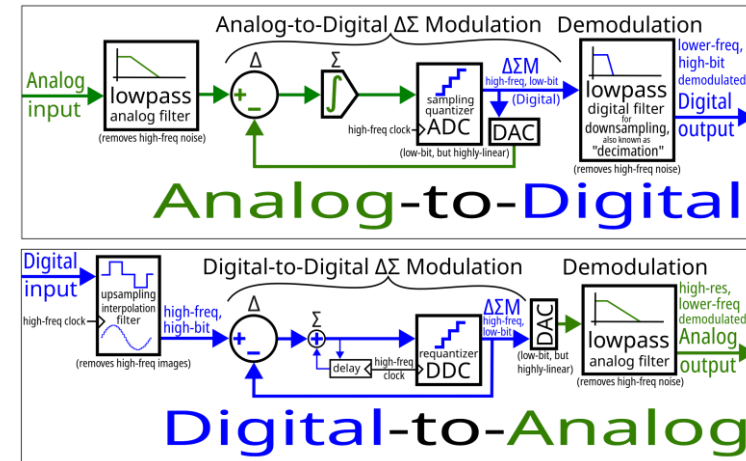 Analog-to-Digital ΔΣ Modulation
Demodulation
Analog
input
lowpass
analog filter
(removes high-freq noise)
Δ
+
−
Σ
∫
sampling
quantizer
ADC
high-freq clock
(low-bit, but highly-linear)
ΔΣM
high-freq, low-bit
(Digital)
DAC
lowpass
digital filter
for
downsampling,
also known as
"decimation"
(removes high-freq noise)
lower-freq,
high-bit
demodulated
Digital
output
Analog-to-Digital
Digital-to-Digital ΔΣ Modulation
Demodulation
Digital
input
high-freq clock
upsampling
interpolation
filter
(removes high-freq images)
high-freq,
high-bit
Δ
+
−
Σ
+
delay
high-freq
clock
requantizer
DDC
ΔΣM
high-freq,
low-bit
DAC
(low-bit, but
highly-linear)
lowpass
analog filter
(removes high-freq noise)
high-res,
lower-freq
demodulated
Analog
output
Digital-to-Analog